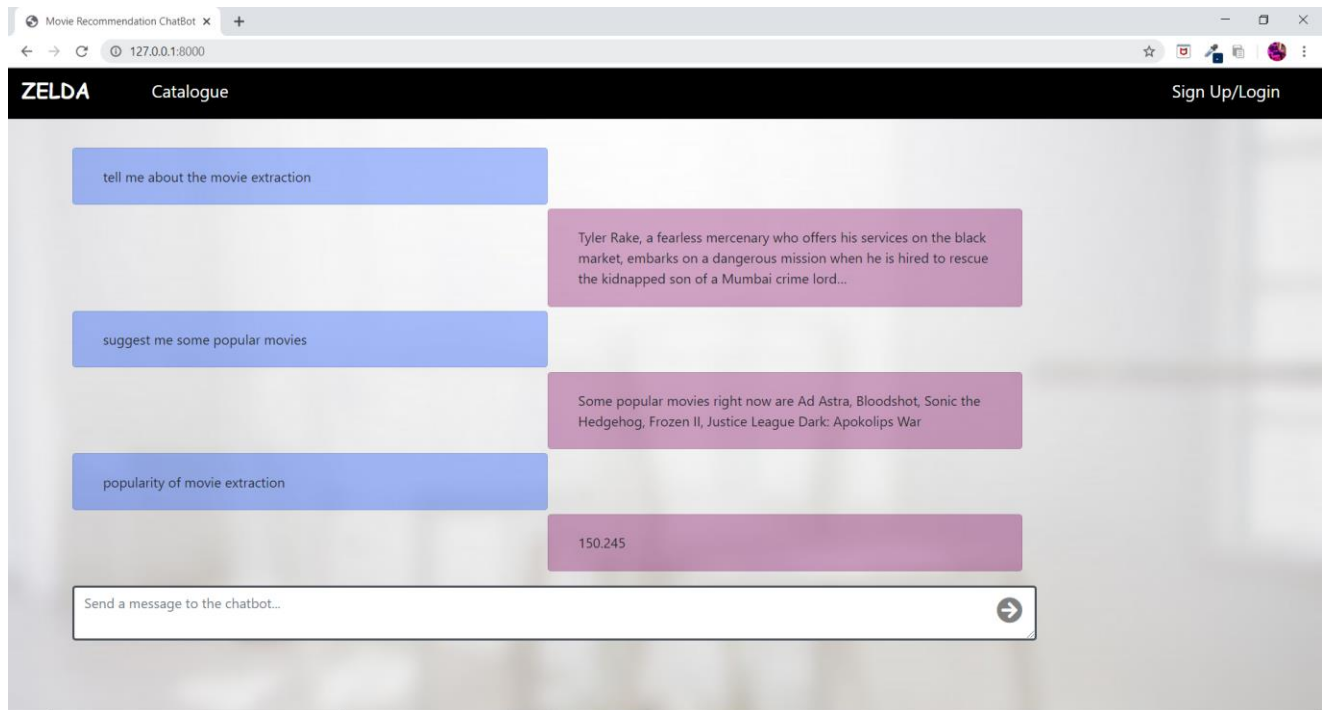 Movie Recommendation ChatBot
127.0.0.1:8000
ZELDA Catalogue Sign Up/Login
tell me about the movie extraction
Tyler Rake, a fearless mercenary who offers his services on the black
market, embarks on a dangerous mission when he is hired to rescue
the kidnapped son of a Mumbai crime lord...
suggest me some popular movies
Some popular movies right now are Ad Astra, Bloodshot, Sonic the
Hedgehog, Frozen II, Justice League Dark: Apokolips War
popularity of movie extraction
150.245
Send a message to the chatbot...